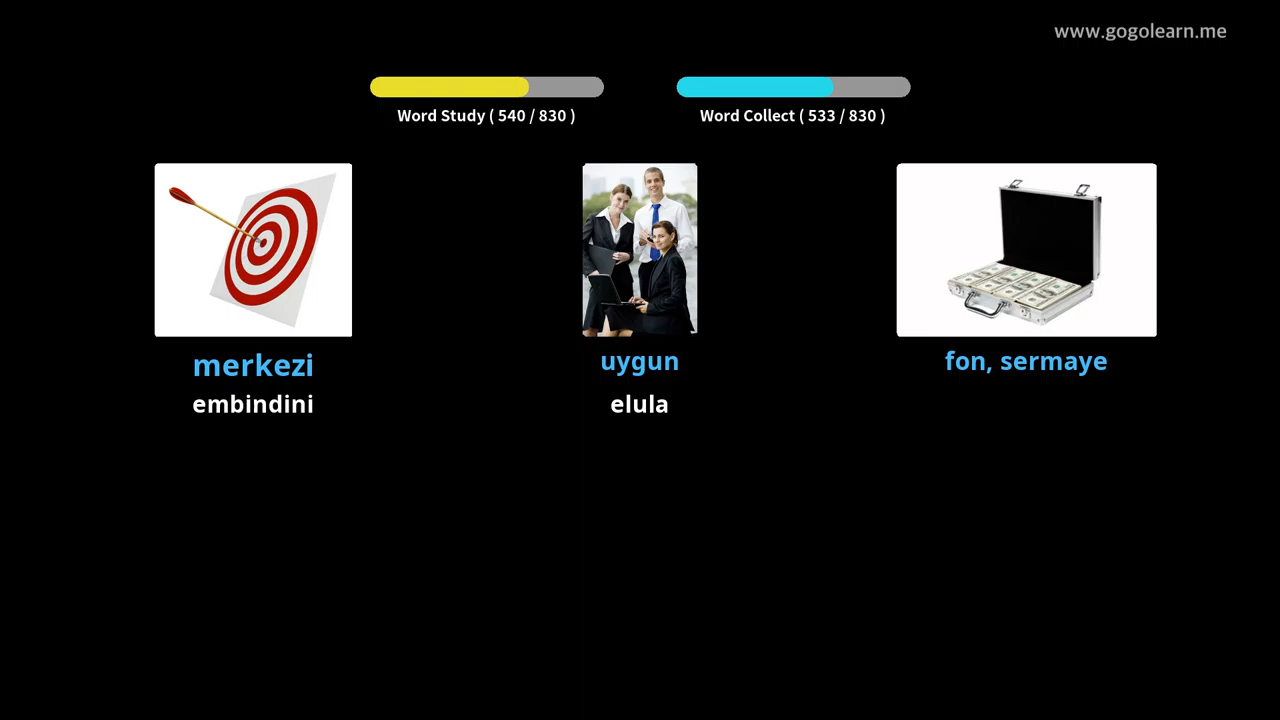 www.gogolearn.me
Word Study ( 540 / 830 )
Word Collect ( 533 / 830 )
merkezi
embindini
uygun
elula
fon, sermaye